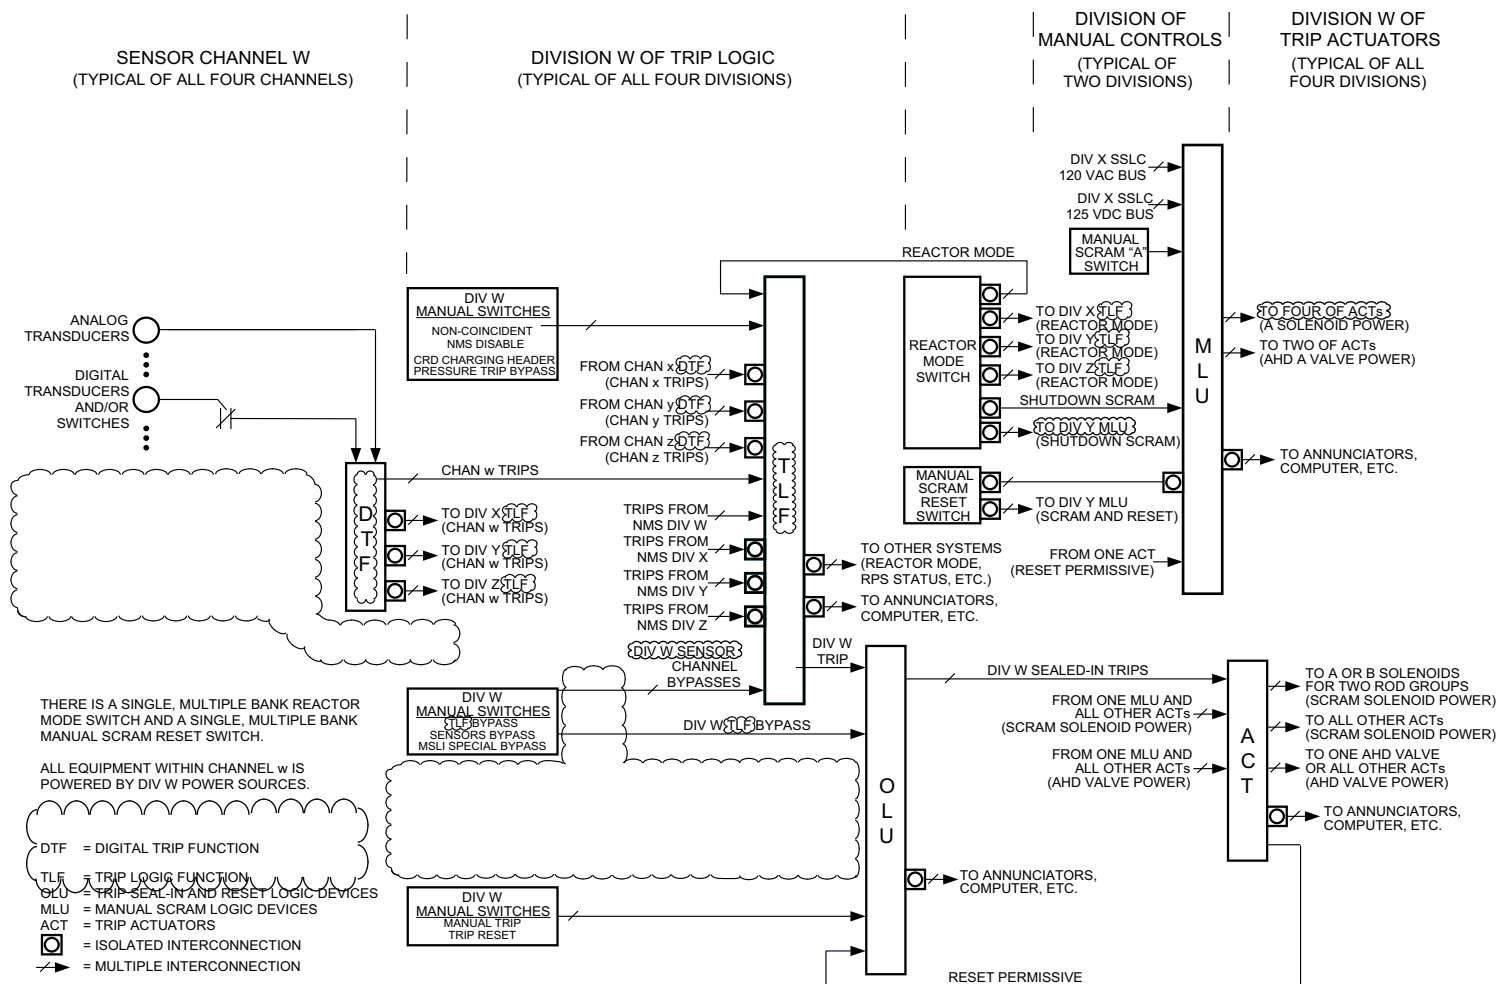 SENSOR CHANNEL W
(TYPICAL OF ALL FOUR CHANNELS)
DIVISION W OF TRIP LOGIC
(TYPICAL OF ALL FOUR DIVISIONS)
DIVISION OF
MANUAL CONTROLS
(TYPICAL OF
TWO DIVISIONS)
DIVISION W OF
TRIP ACTUATORS
(TYPICAL OF ALL
FOUR DIVISIONS)
ANALOG
TRANSDUCERS
DIGITAL
TRANSDUCERS
AND/OR
SWITCHES
DTF
CHAN w TRIPS
TO DIV X TLF
(CHAN w TRIPS)
TO DIV Y TLF
(CHAN w TRIPS)
TO DIV Z TLF
(CHAN w TRIPS)
DIV W
MANUAL SWITCHES
NON-COINCIDENT
NMS DISABLE
CRD CHARGING HEADER
PRESSURE TRIP BYPASS
FROM CHAN x DTF
(CHAN x TRIPS)
FROM CHAN y DTF
(CHAN y TRIPS)
FROM CHAN z DTF
(CHAN z TRIPS)
TRIPS FROM
NMS DIV W
TRIPS FROM
NMS DIV X
TRIPS FROM
NMS DIV Y
TRIPS FROM
NMS DIV Z
DIV W SENSOR
CHANNEL
BYPASSES
TLF
TO OTHER SYSTEMS
(REACTOR MODE,
RPS STATUS, ETC.)
TO ANNUNCIATORS,
COMPUTER, ETC.
DIV W
TRIP
DIV W
MANUAL SWITCHES
TLF BYPASS
SENSORS BYPASS
MSLI SPECIAL BYPASS
DIV W TLF BYPASS
DIV W
MANUAL SWITCHES
MANUAL TRIP
TRIP RESET
OLU
TO ANNUNCIATORS,
COMPUTER, ETC.
RESET PERMISSIVE
REACTOR MODE
REACTOR
MODE
SWITCH
TO DIV X TLF
(REACTOR MODE)
TO DIV Y TLF
(REACTOR MODE)
TO DIV Z TLF
(REACTOR MODE)
SHUTDOWN SCRAM
TO DIV Y MLU
(SHUTDOWN SCRAM)
MANUAL
SCRAM
RESET
SWITCH
TO DIV Y MLU
(SCRAM AND RESET)
FROM ONE ACT
(RESET PERMISSIVE)
DIV X SSLC
120 VAC BUS
DIV X SSLC
125 VDC BUS
MANUAL
SCRAM “A”
SWITCH
MLU
TO FOUR OF ACTs
(A SOLENOID POWER)
TO TWO OF ACTs
(AHD A VALVE POWER)
TO ANNUNCIATORS,
COMPUTER, ETC.
DIV W SEALED-IN TRIPS
FROM ONE MLU AND
ALL OTHER ACTs
(SCRAM SOLENOID POWER)
FROM ONE MLU AND
ALL OTHER ACTs
(AHD VALVE POWER)
ACT
TO A OR B SOLENOIDS
FOR TWO ROD GROUPS
(SCRAM SOLENOID POWER)
TO ALL OTHER ACTs
(SCRAM SOLENOID POWER)
TO ONE AHD VALVE
OR ALL OTHER ACTs
(AHD VALVE POWER)
TO ANNUNCIATORS,
COMPUTER, ETC.
THERE IS A SINGLE, MULTIPLE BANK REACTOR
MODE SWITCH AND A SINGLE, MULTIPLE BANK
MANUAL SCRAM RESET SWITCH.
ALL EQUIPMENT WITHIN CHANNEL w IS
POWERED BY DIV W POWER SOURCES.
DTF = DIGITAL TRIP FUNCTION
TLF = TRIP LOGIC FUNCTION
OLU = TRIP SEAL-IN AND RESET LOGIC DEVICES
MLU = MANUAL SCRAM LOGIC DEVICES
ACT = TRIP ACTUATORS
= ISOLATED INTERCONNECTION
= MULTIPLE INTERCONNECTION